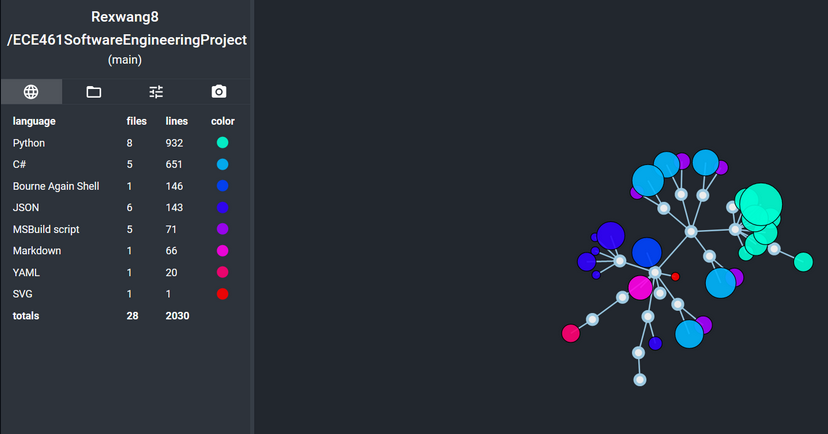 Rexwang8
/ECE461SoftwareEngineeringProject
(main)
language files lines color
Python 8 932
C# 5 651
Bourne Again Shell 1 146
JSON 6 143
MSBuild script 5 71
Markdown 1 66
YAML 1 20
SVG 1 1
totals 28 2030